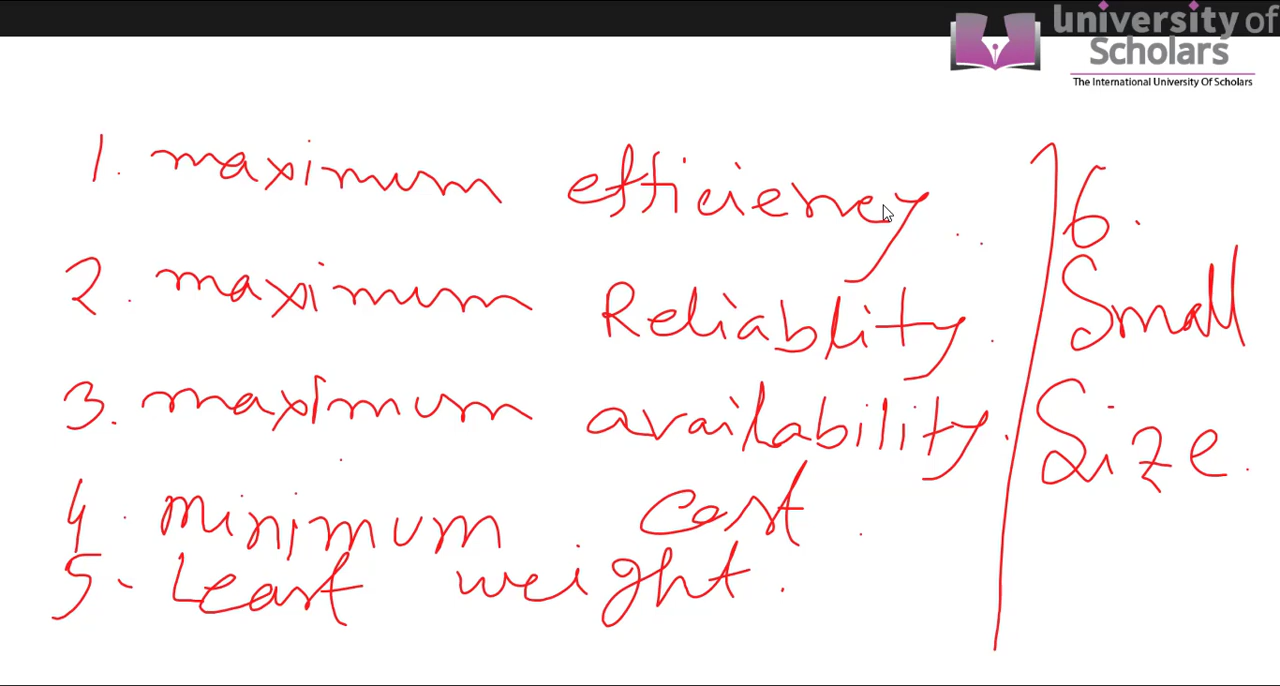 university of
Scholars
The International University Of Scholars
1. maximum efficiency.
2. maximum Reliablity.
3. maximum availability.
4. minimum cost.
5. Least weight.
6.
Small
Size.